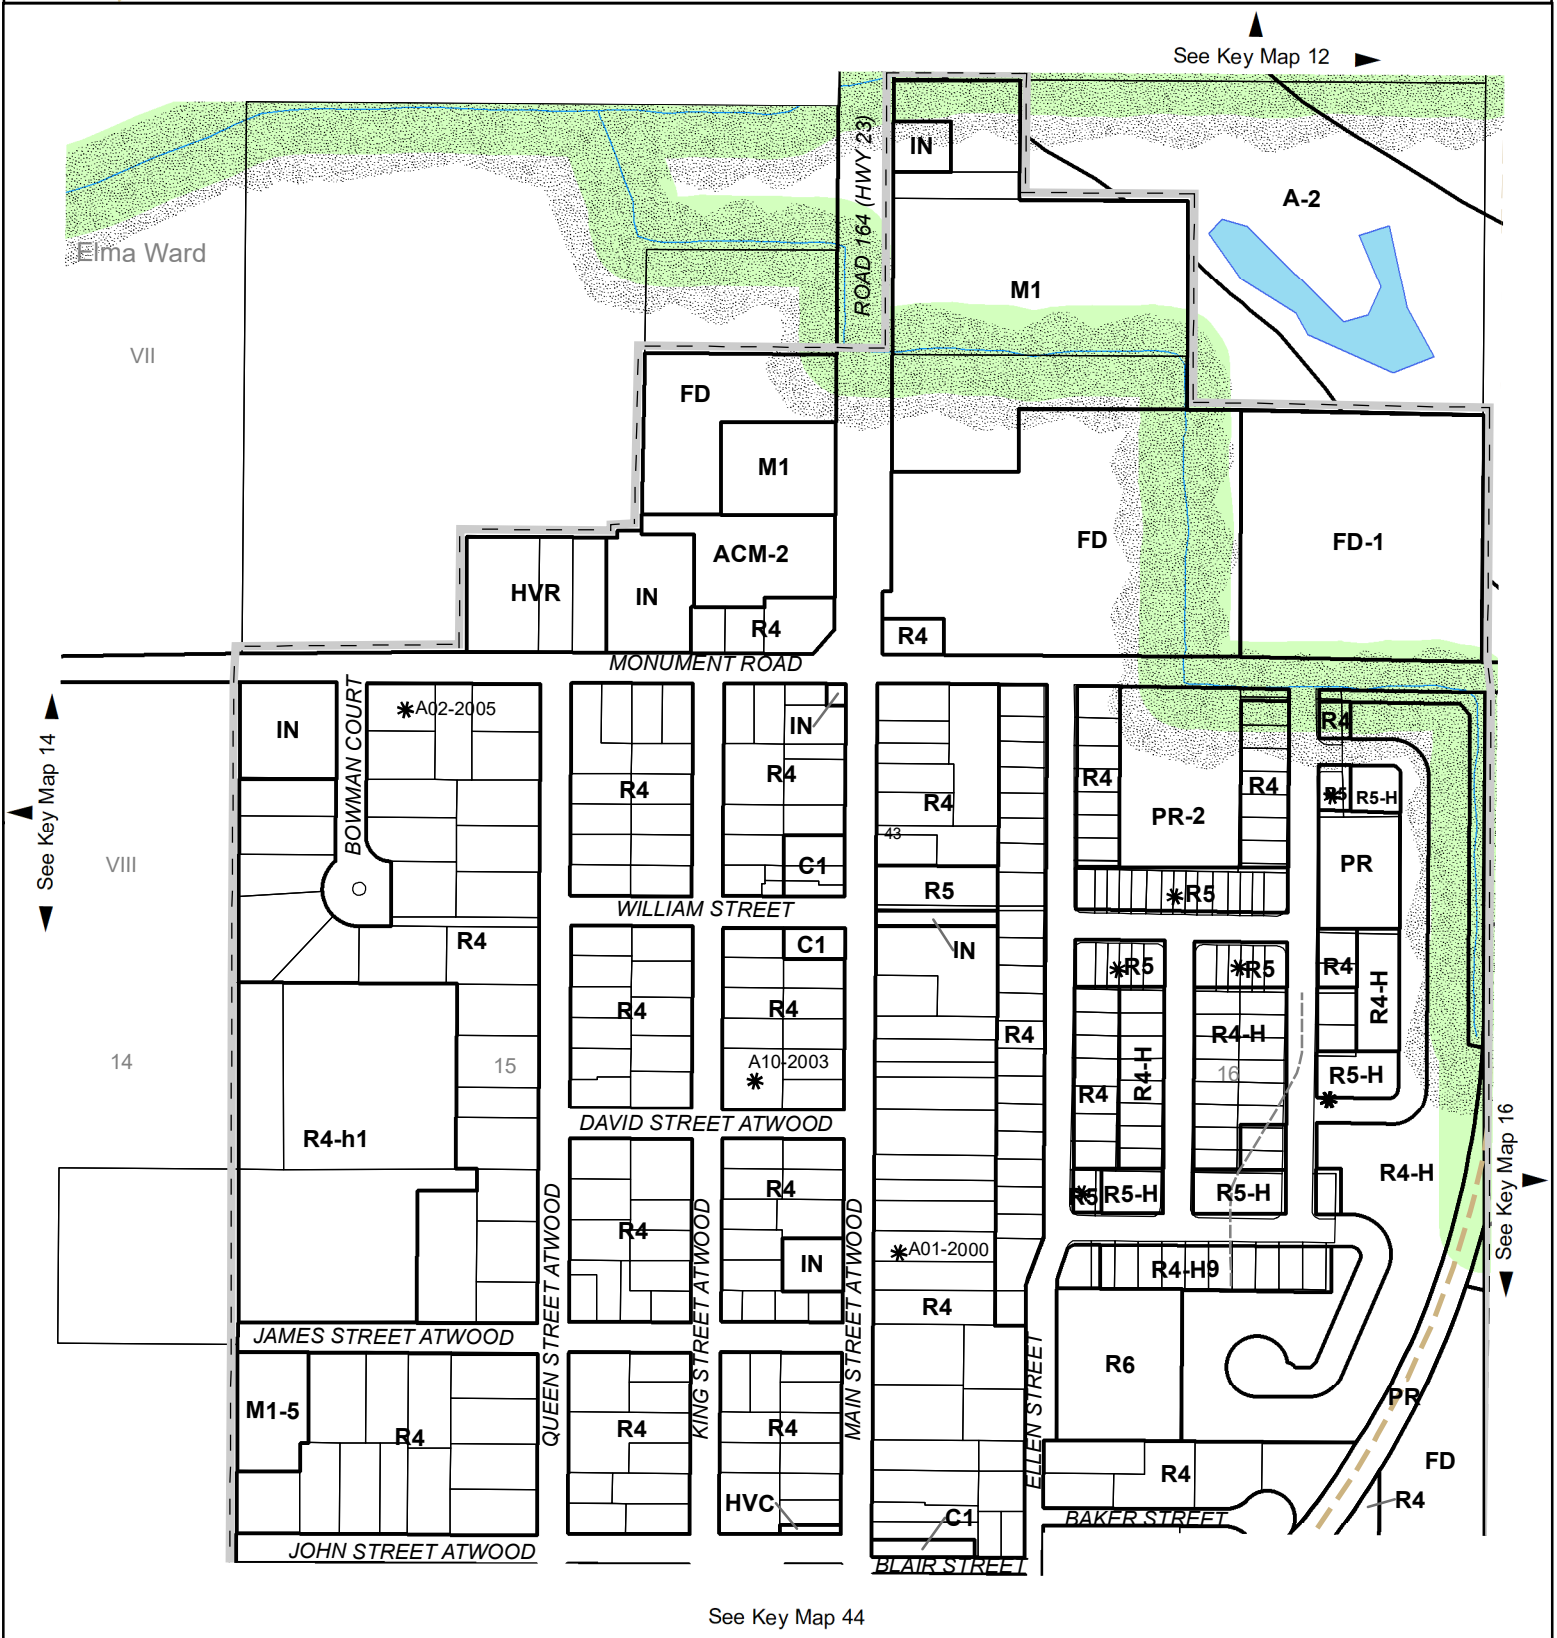 See Key Map 12
IN
ROAD 164 (HWY 23)
A-2
Elma Ward
M1
VII
FD
M1
ACM-2
FD
FD-1
HVR
IN
R4
R4
MONUMENT ROAD
A02-2005
IN
BOWMAN COURT
IN
R4
R4
R4
R4
R4
R4
PR-2
R4
R5
R5-H
See Key Map 14
43
VIII
C1
PR
R5
R5
WILLIAM STREET
R4
C1
IN
R5
R5
R4
R4-H
R4
R4
R4
R4-H
14
15
A10-2003
R4-H
16
R5-H
R4
DAVID STREET ATWOOD
R4-h1
R4-H
See Key Map 16
R4
R5
R5-H
R5-H
QUEEN STREET ATWOOD
KING STREET ATWOOD
MAIN STREET ATWOOD
R4
IN
A01-2000
R4-H9
R4
JAMES STREET ATWOOD
ELLEN STREET
R6
M1-5
R4
R4
R4
PR
FD
R4
R4
HVC
C1
BAKER STREET
JOHN STREET ATWOOD
BLAIR STREET
See Key Map 44